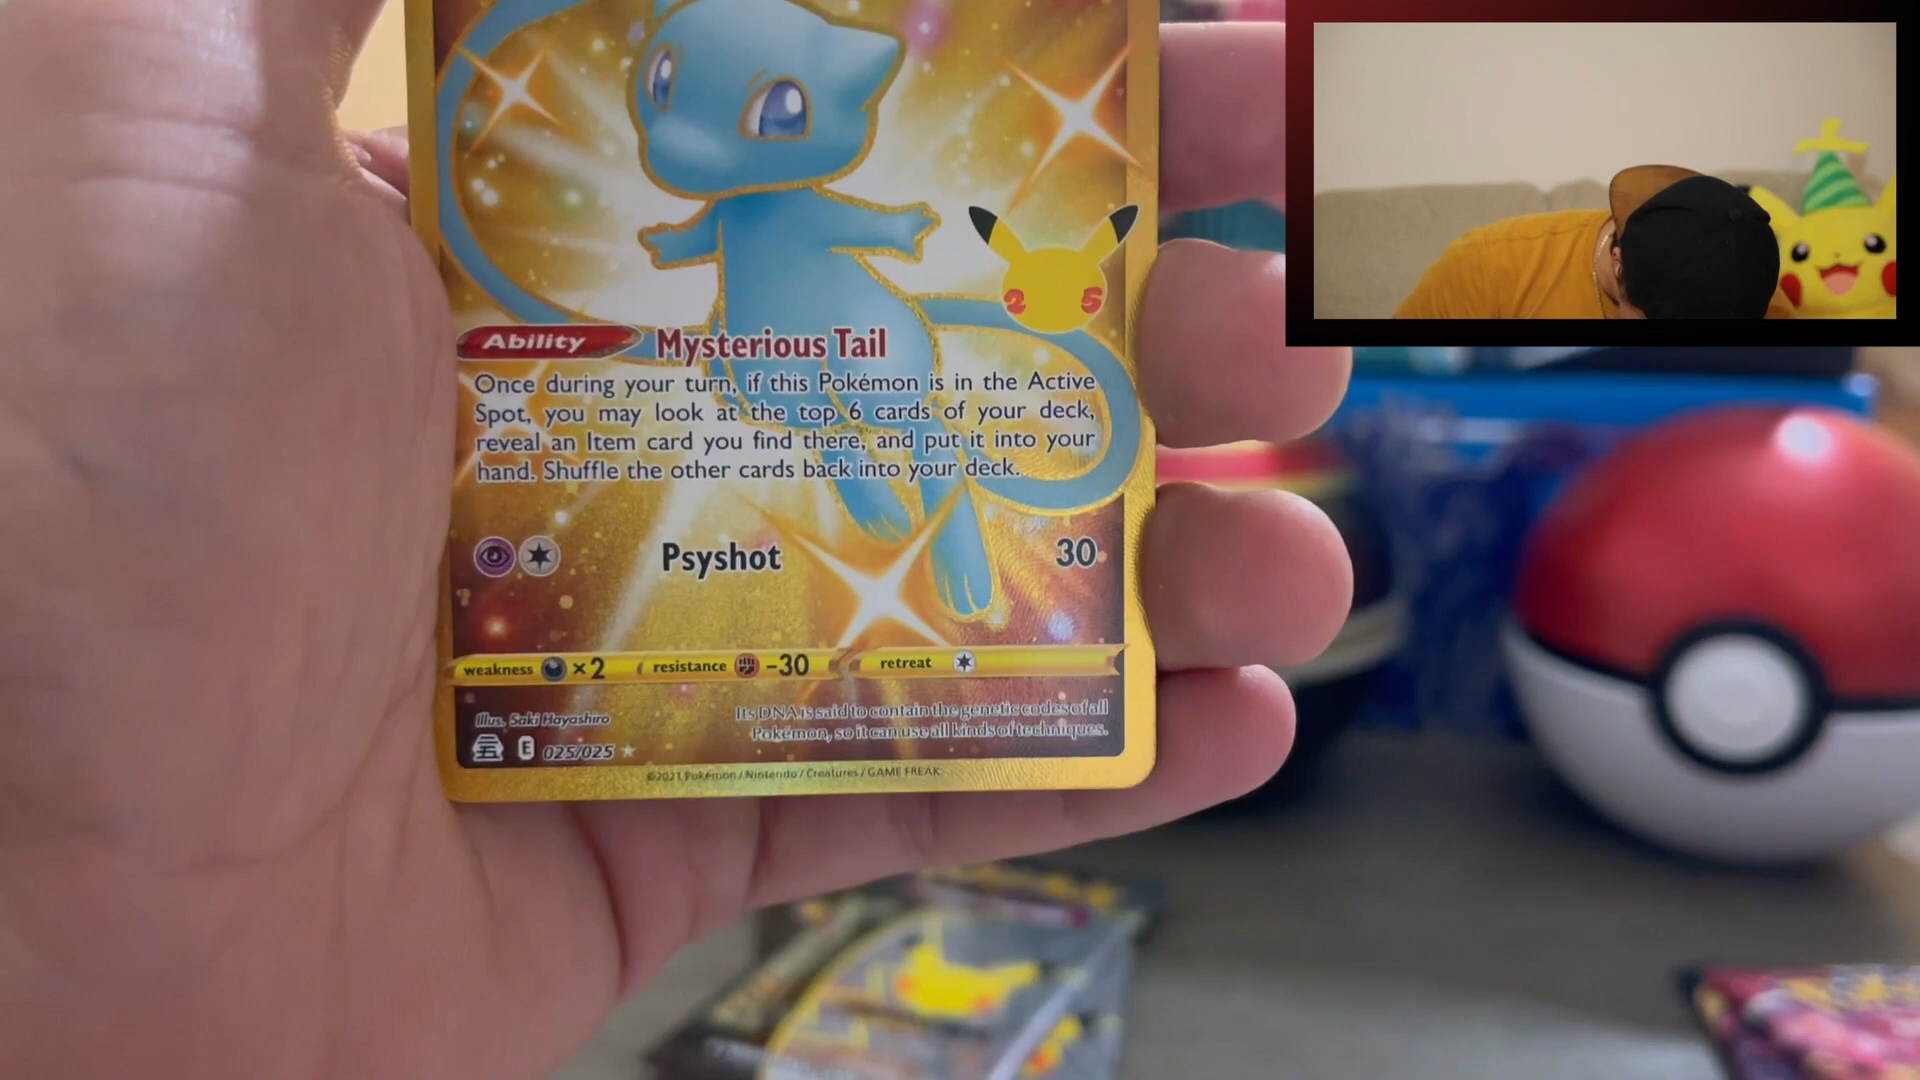 2 5
Ability Mysterious Tail
Once during your turn, if this Pokémon is in the Active
Spot, you may look at the top 6 cards of your deck,
reveal an Item card you find there, and put it into your
hand. Shuffle the other cards back into your deck.
Psyshot 30
weakness ×2 resistance -30 retreat
Illus. Saki Hayashiro
Its DNA is said to contain the genetic codes of all
Pokémon, so it can use all kinds of techniques.
E 025/025
©2021 Pokémon / Nintendo / Creatures / GAME FREAK